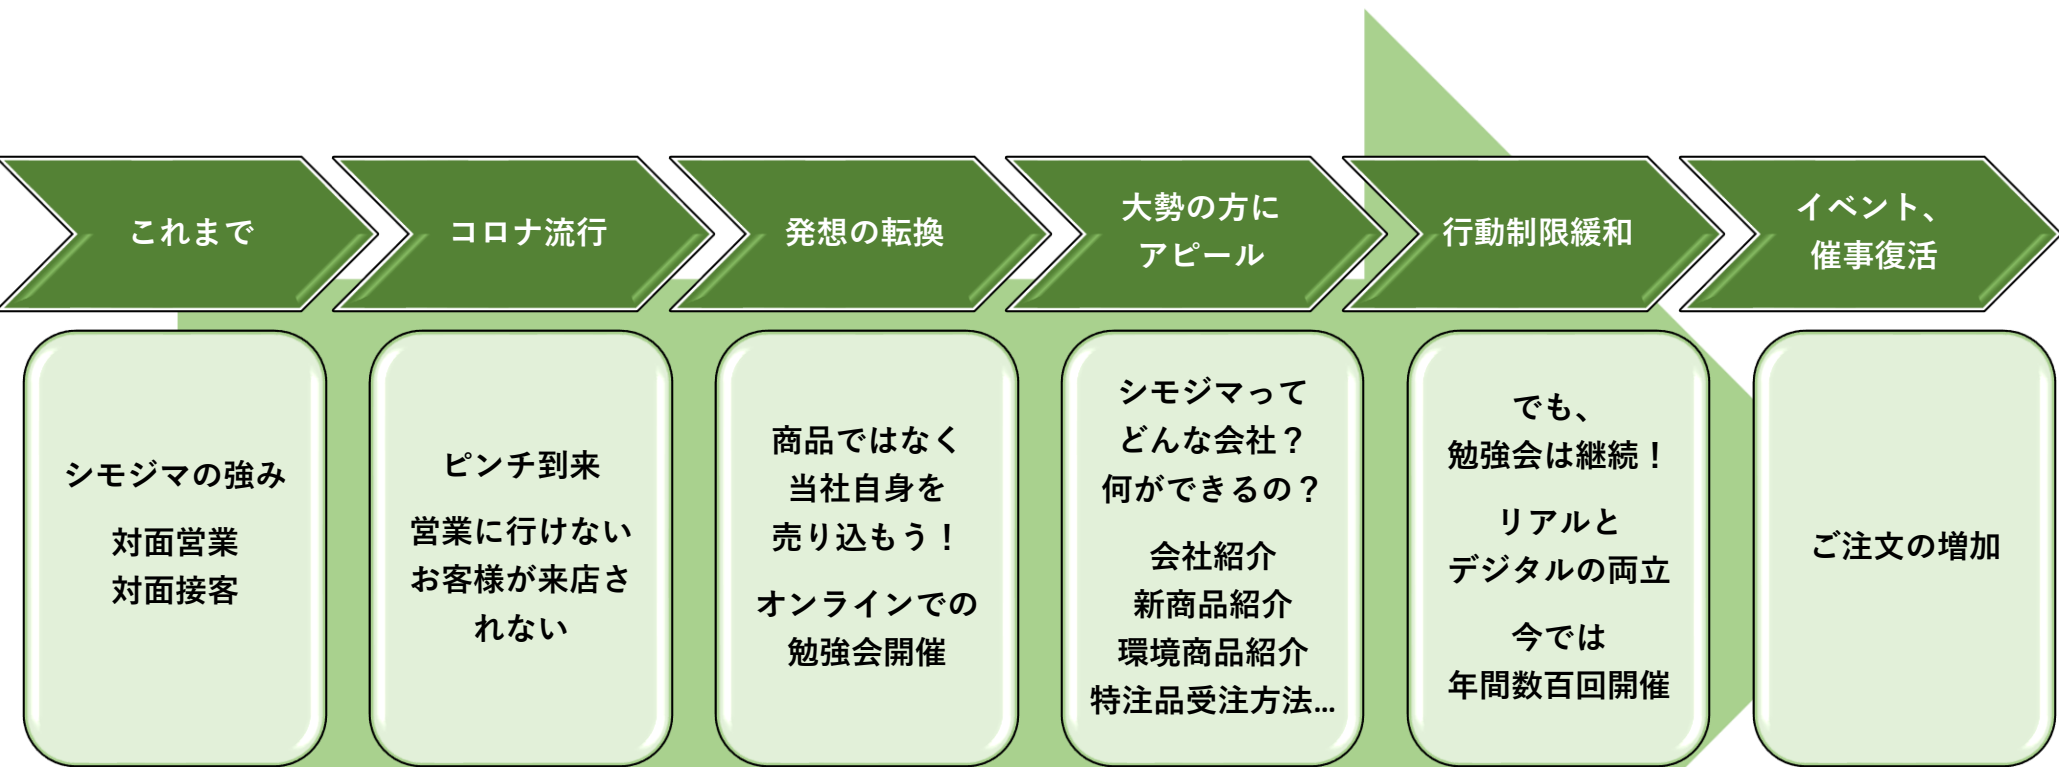 これまで
コロナ流行
発想の転換
大勢の方に
アピール
行動制限緩和
イベント、
催事復活
シモジマの強み
対面営業
対面接客
ピンチ到来
営業に行けない
お客様が来店さ
れない
商品ではなく
当社自身を
売り込もう！
オンラインでの
勉強会開催
シモジマって
どんな会社？
何ができるの？
会社紹介
新商品紹介
環境商品紹介
特注品受注方法…
でも、
勉強会は継続！
リアルと
デジタルの両立
今では
年間数百回開催
ご注文の増加